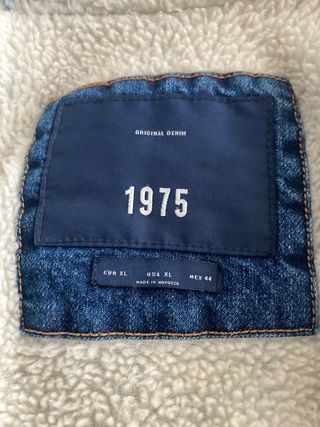 ORIGINAL DENIM
1975
EUR XL USA XL MEX 44
MADE IN MOROCCO